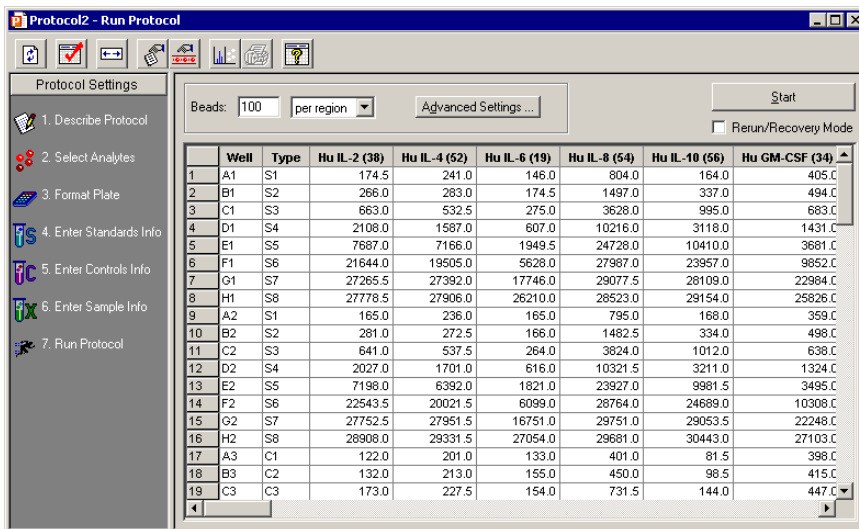 Protocol2 - Run Protocol
Protocol Settings
1. Describe Protocol
2. Select Analytes
3. Format Plate
4. Enter Standards Info
5. Enter Controls Info
6. Enter Sample Info
7. Run Protocol
Beads: 100 per region Advanced Settings ... Start
Rerun/Recovery Mode
Well Type Hu IL-2 (38) Hu IL-4 (52) Hu IL-6 (19) Hu IL-8 (54) Hu IL-10 (56) Hu GM-CSF (34)
1 A1 S1 174.5 241.0 146.0 804.0 164.0 405.0
2 B1 S2 266.0 283.0 174.5 1497.0 337.0 494.0
3 C1 S3 663.0 532.5 275.0 3628.0 995.0 683.0
4 D1 S4 2108.0 1587.0 607.0 10216.0 3118.0 1431.0
5 E1 S5 7687.0 7166.0 1949.5 24728.0 10410.0 3681.0
6 F1 S6 21644.0 19505.0 5628.0 27987.0 23957.0 9852.0
7 G1 S7 27265.5 27392.0 17746.0 29077.5 28109.0 22984.0
8 H1 S8 27778.5 27906.0 26210.0 28523.0 29154.0 25826.0
9 A2 S1 165.0 236.0 165.0 795.0 168.0 359.0
10 B2 S2 281.0 272.5 166.0 1482.5 334.0 498.0
11 C2 S3 641.0 537.5 264.0 3824.0 1012.0 638.0
12 D2 S4 2027.0 1701.0 616.0 10321.5 3211.0 1324.0
13 E2 S5 7198.0 6392.0 1821.0 23927.0 9981.5 3495.0
14 F2 S6 22543.5 20021.5 6099.0 28764.0 24689.0 10308.0
15 G2 S7 27752.5 27951.5 16751.0 29751.0 29053.5 22248.0
16 H2 S8 28908.0 29331.5 27054.0 29681.0 30443.0 27103.0
17 A3 C1 122.0 201.0 133.0 401.0 81.5 398.0
18 B3 C2 132.0 213.0 155.0 450.0 98.5 415.0
19 C3 C3 173.0 227.5 154.0 731.5 144.0 447.0